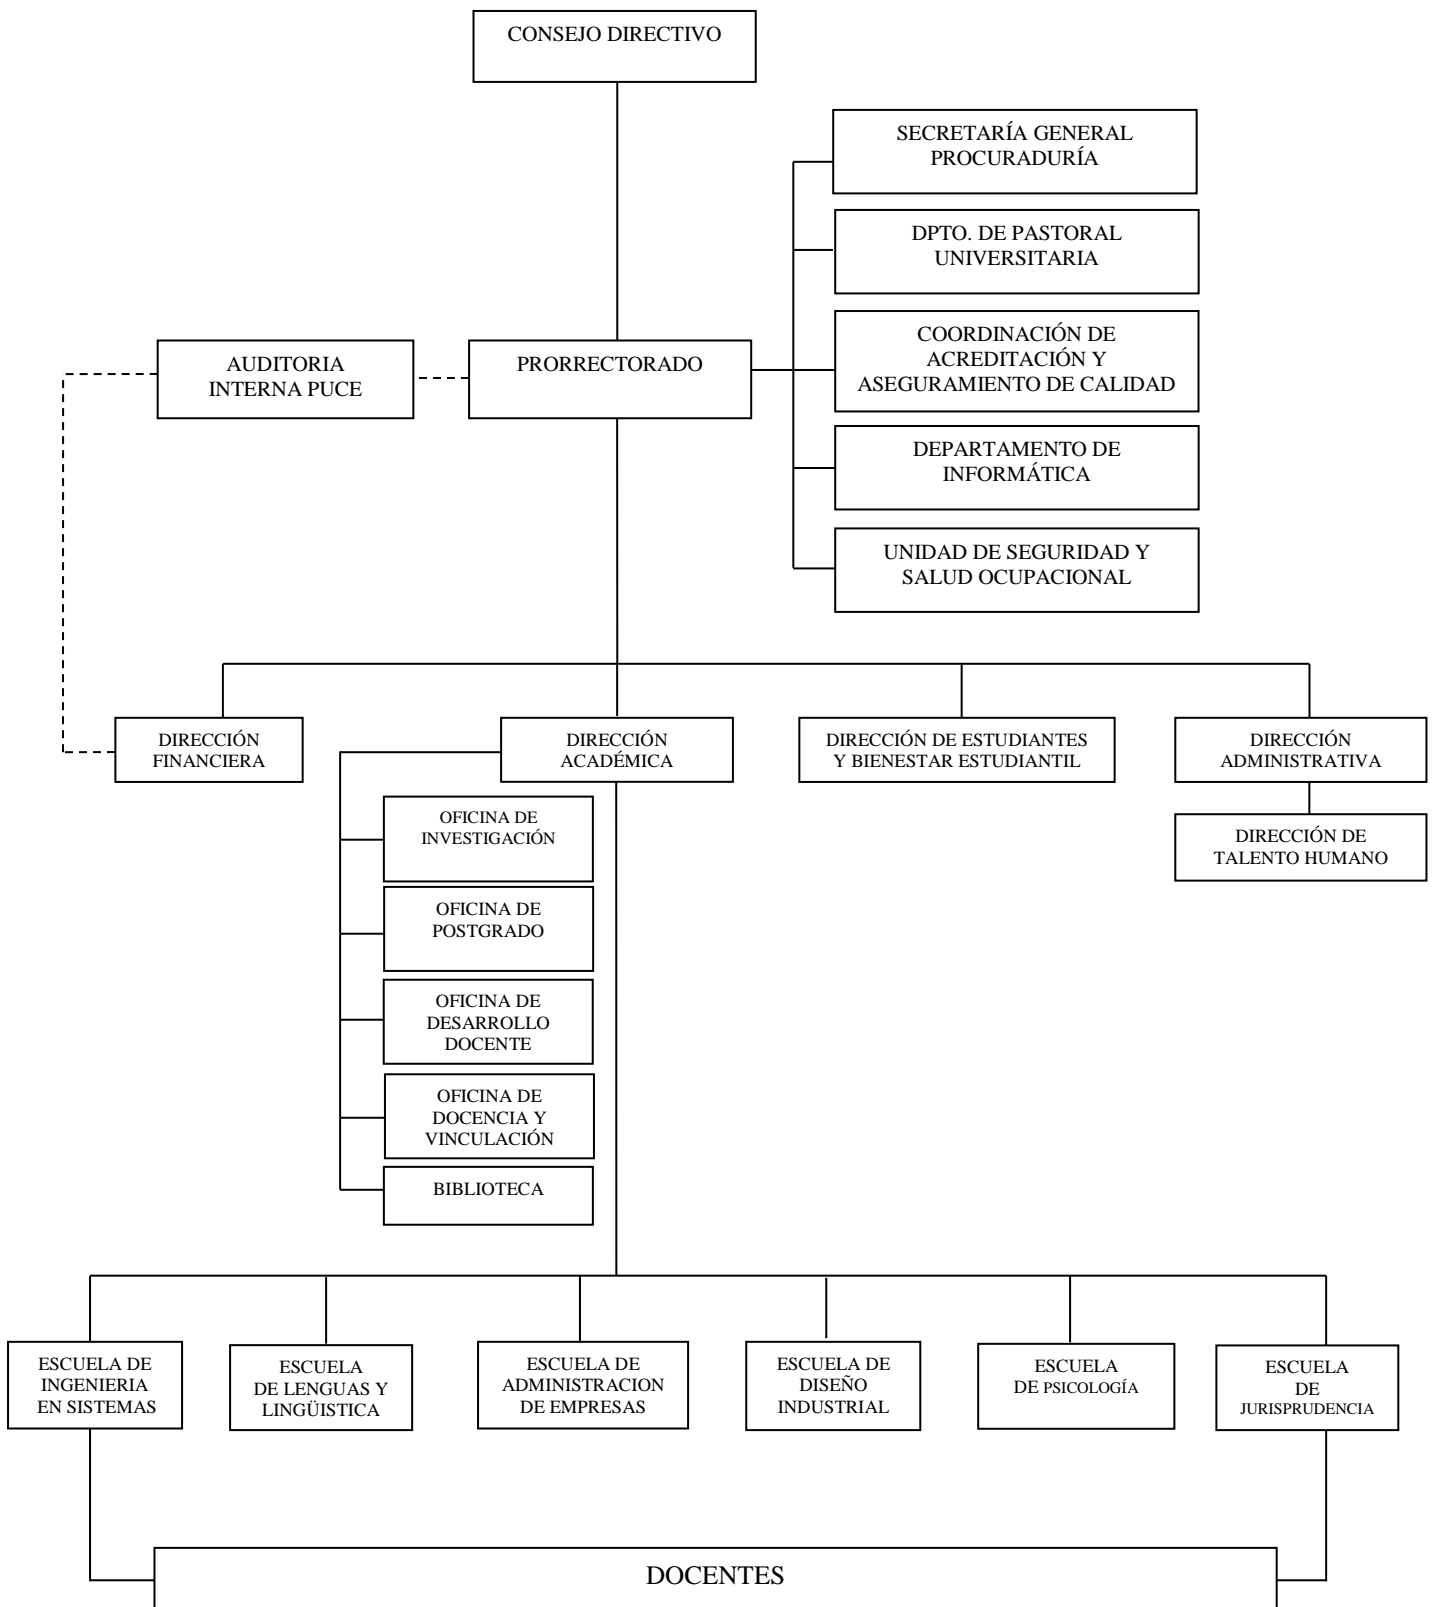 CONSEJO DIRECTIVO
SECRETARÍA GENERAL
PROCURADURÍA
DPTO. DE PASTORAL
UNIVERSITARIA
COORDINACIÓN DE
ACREDITACIÓN Y
ASEGURAMIENTO DE CALIDAD
AUDITORIA
INTERNA PUCE
PRORRECTORADO
DEPARTAMENTO DE
INFORMÁTICA
UNIDAD DE SEGURIDAD Y
SALUD OCUPACIONAL
DIRECCIÓN
FINANCIERA
DIRECCIÓN
ACADÉMICA
DIRECCIÓN DE ESTUDIANTES
Y BIENESTAR ESTUDIANTIL
DIRECCIÓN
ADMINISTRATIVA
DIRECCIÓN DE
TALENTO HUMANO
OFICINA DE
INVESTIGACIÓN
OFICINA DE
POSTGRADO
OFICINA DE
DESARROLLO
DOCENTE
OFICINA DE
DOCENCIA Y
VINCULACIÓN
BIBLIOTECA
ESCUELA DE
INGENIERIA
EN SISTEMAS
ESCUELA
DE LENGUAS Y
LINGÜISTICA
ESCUELA DE
ADMINISTRACION
DE EMPRESAS
ESCUELA DE
DISEÑO
INDUSTRIAL
ESCUELA
DE PSICOLOGÍA
ESCUELA
DE
JURISPRUDENCIA
DOCENTES